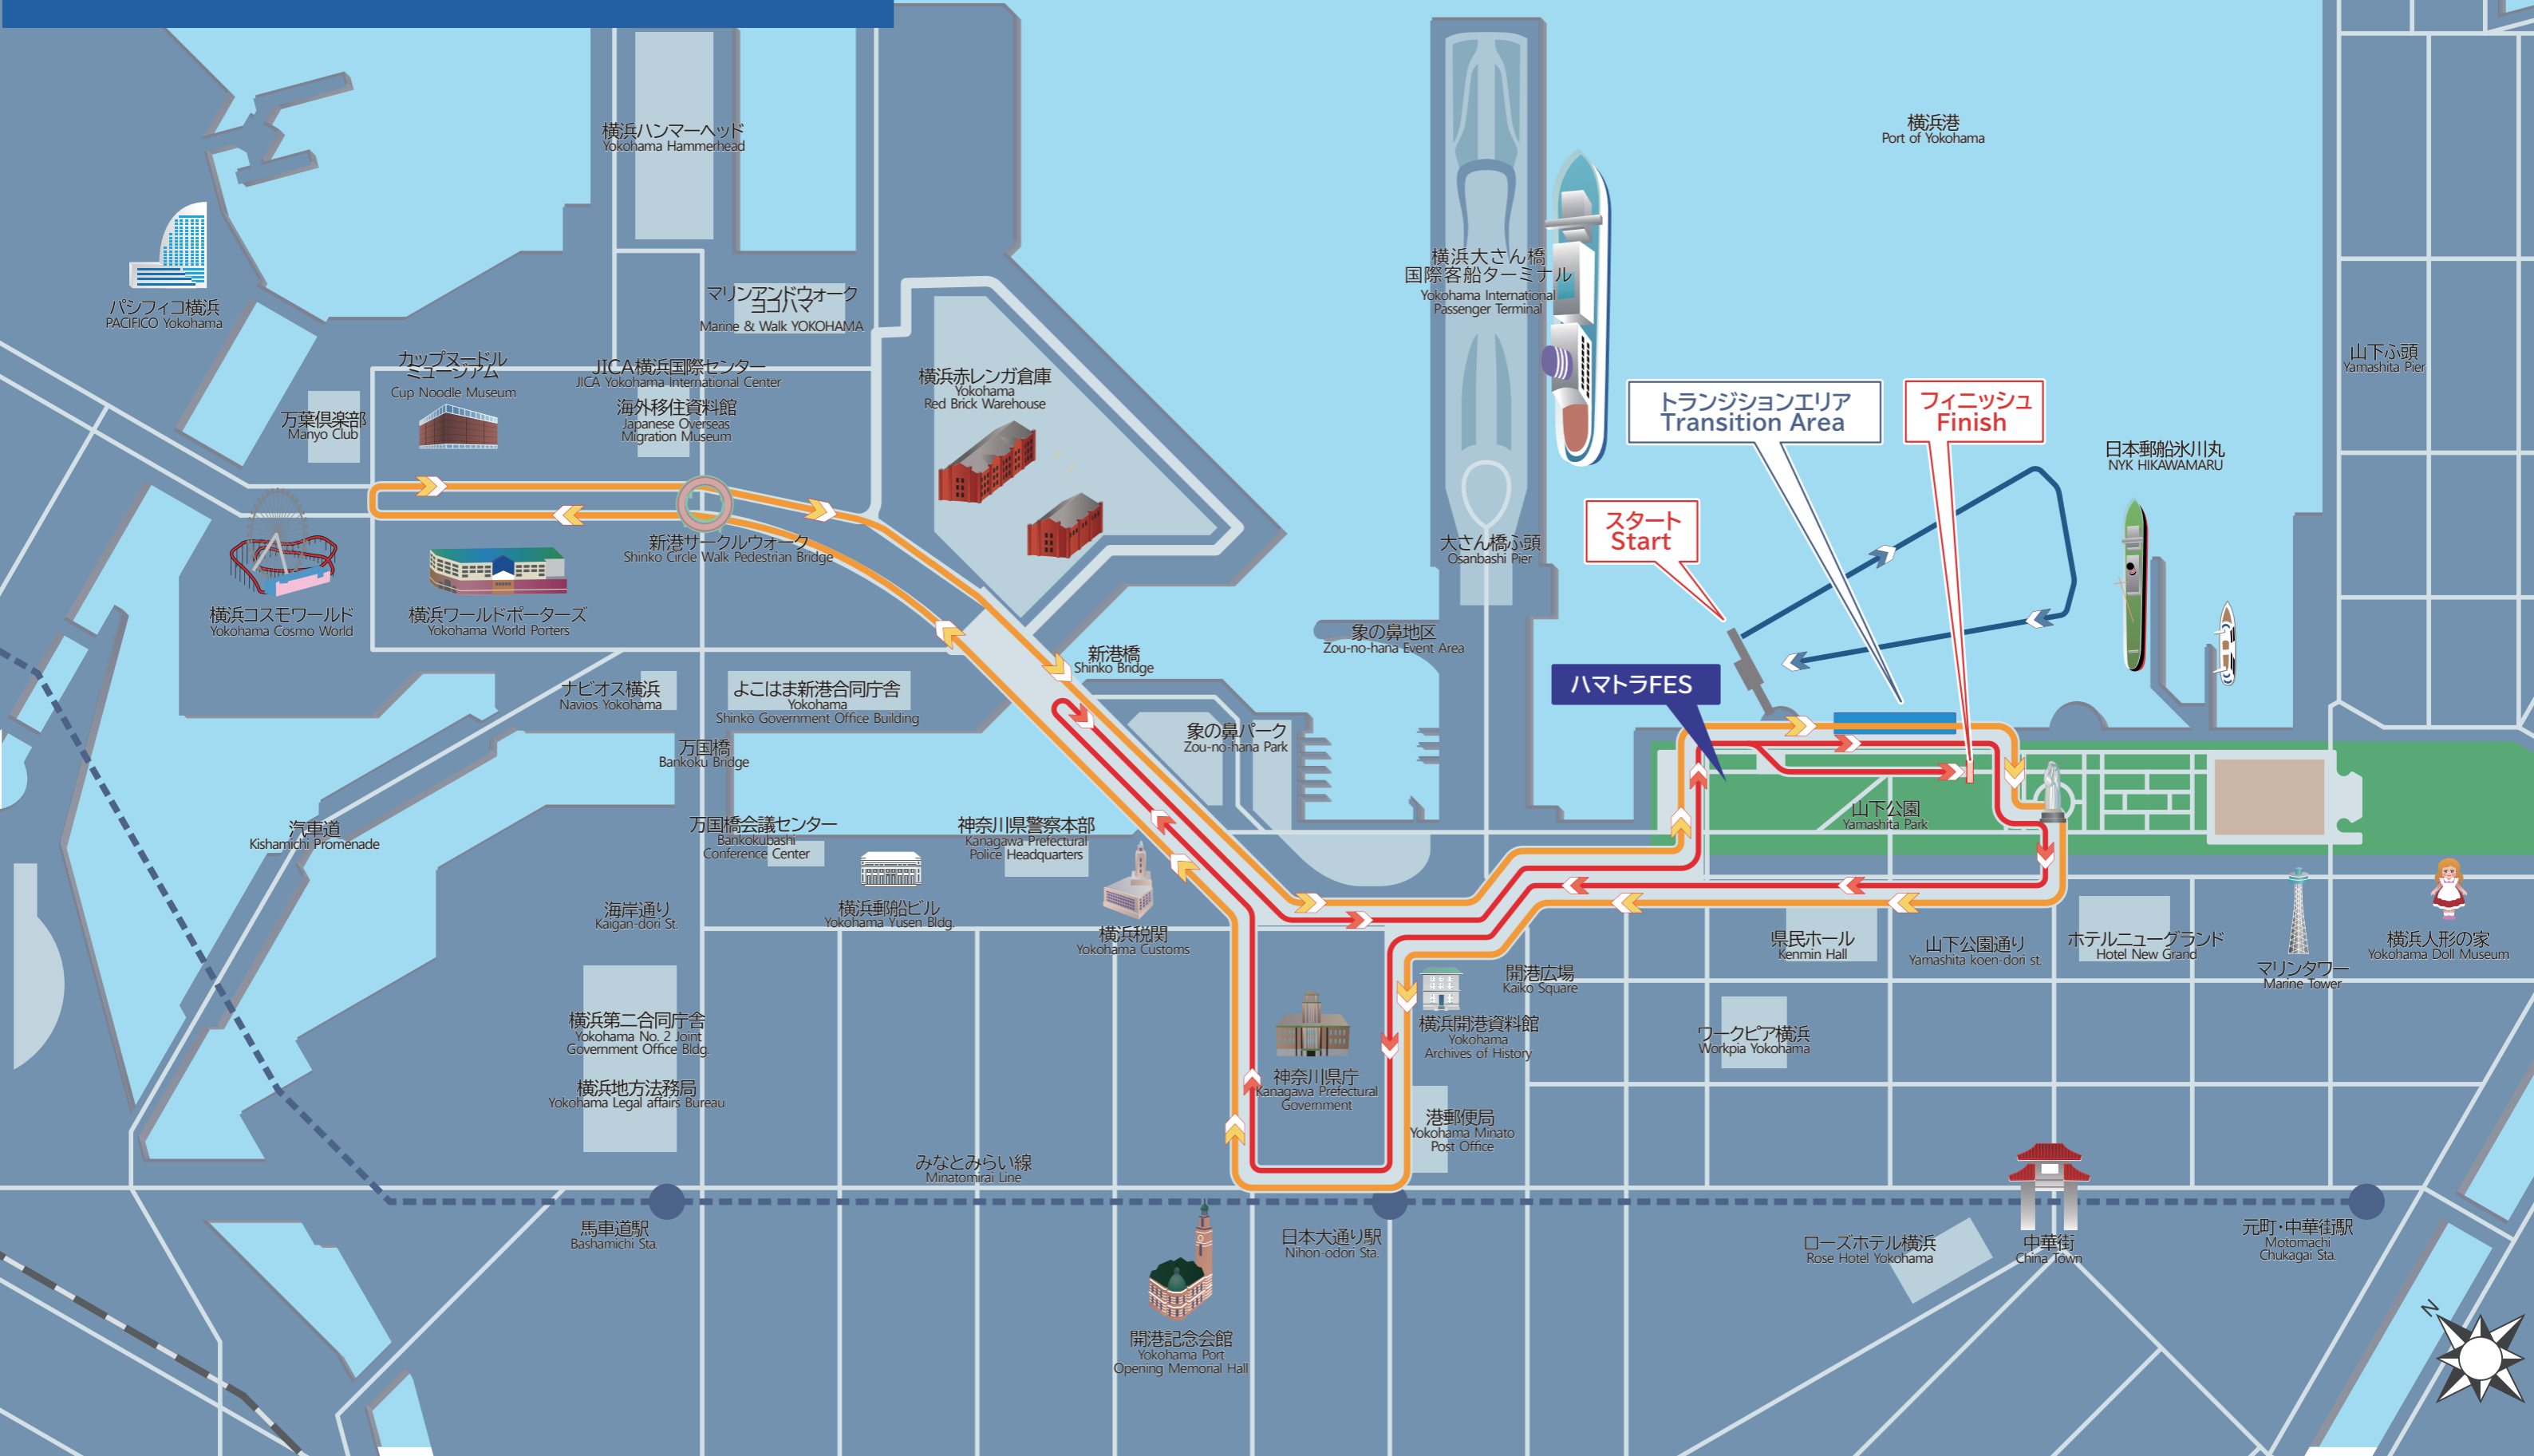 横浜ハンマーヘッド
Yokohama Hammerhead
横浜港
Port of Yokohama
パシフィコ横浜
PACIFICO Yokohama
マリンアンドウォーク
ヨコハマ
Marine & Walk YOKOHAMA
横浜大さん橋
国際客船ターミナル
Yokohama International
Passenger Terminal
カップヌードル
ミュージアム
Cup Noodle Museum
JICA横浜国際センター
JICA Yokohama International Center
海外移住資料館
Japanese Overseas
Migration Museum
横浜赤レンガ倉庫
Yokohama
Red Brick Warehouse
万葉倶楽部
Manyo Club
山下ふ頭
Yamashita Pier
トランジションエリア
Transition Area
フィニッシュ
Finish
日本郵船氷川丸
NYK HIKAWAMARU
スタート
Start
新港サークルウォーク
Shinko Circle Walk Pedestrian Bridge
大さん橋ふ頭
Osanbashi Pier
横浜コスモワールド
Yokohama Cosmo World
横浜ワールドポーターズ
Yokohama World Porters
象の鼻地区
Zou-no-hana Event Area
新港橋
Shinko Bridge
ハマトラFES
ナビオス横浜
Navios Yokohama
よこはま新港合同庁舎
Yokohama
Shinko Government Office Building
象の鼻パーク
Zou-no-hana Park
万国橋
Bankoku Bridge
汽車道
Kishamichi Promenade
万国橋会議センター
Bankokubashi
Conference Center
神奈川県警察本部
Kanagawa Prefectural
Police Headquarters
山下公園
Yamashita Park
海岸通り
Kaigan-dori St.
横浜郵船ビル
Yokohama Yusen Bldg.
横浜税関
Yokohama Customs
県民ホール
Kenmin Hall
山下公園通り
Yamashita koen-dori st.
ホテルニューグランド
Hotel New Grand
マリンタワー
Marine Tower
横浜人形の家
Yokohama Doll Museum
開港広場
Kaiko Square
横浜第二合同庁舎
Yokohama No. 2 Joint
Government Office Bldg.
横浜開港資料館
Yokohama
Archives of History
ワークピア横浜
Workpia Yokohama
横浜地方法務局
Yokohama Legal affairs Bureau
神奈川県庁
Kanagawa Prefectural
Government
港郵便局
Yokohama Minato
Post Office
みなとみらい線
Minatomirai Line
馬車道駅
Bashamichi Sta.
日本大通り駅
Nihon-odori Sta.
ローズホテル横浜
Rose Hotel Yokohama
中華街
China Town
元町・中華街駅
Motomachi
Chukagai Sta.
開港記念会館
Yokohama Port
Opening Memorial Hall
N